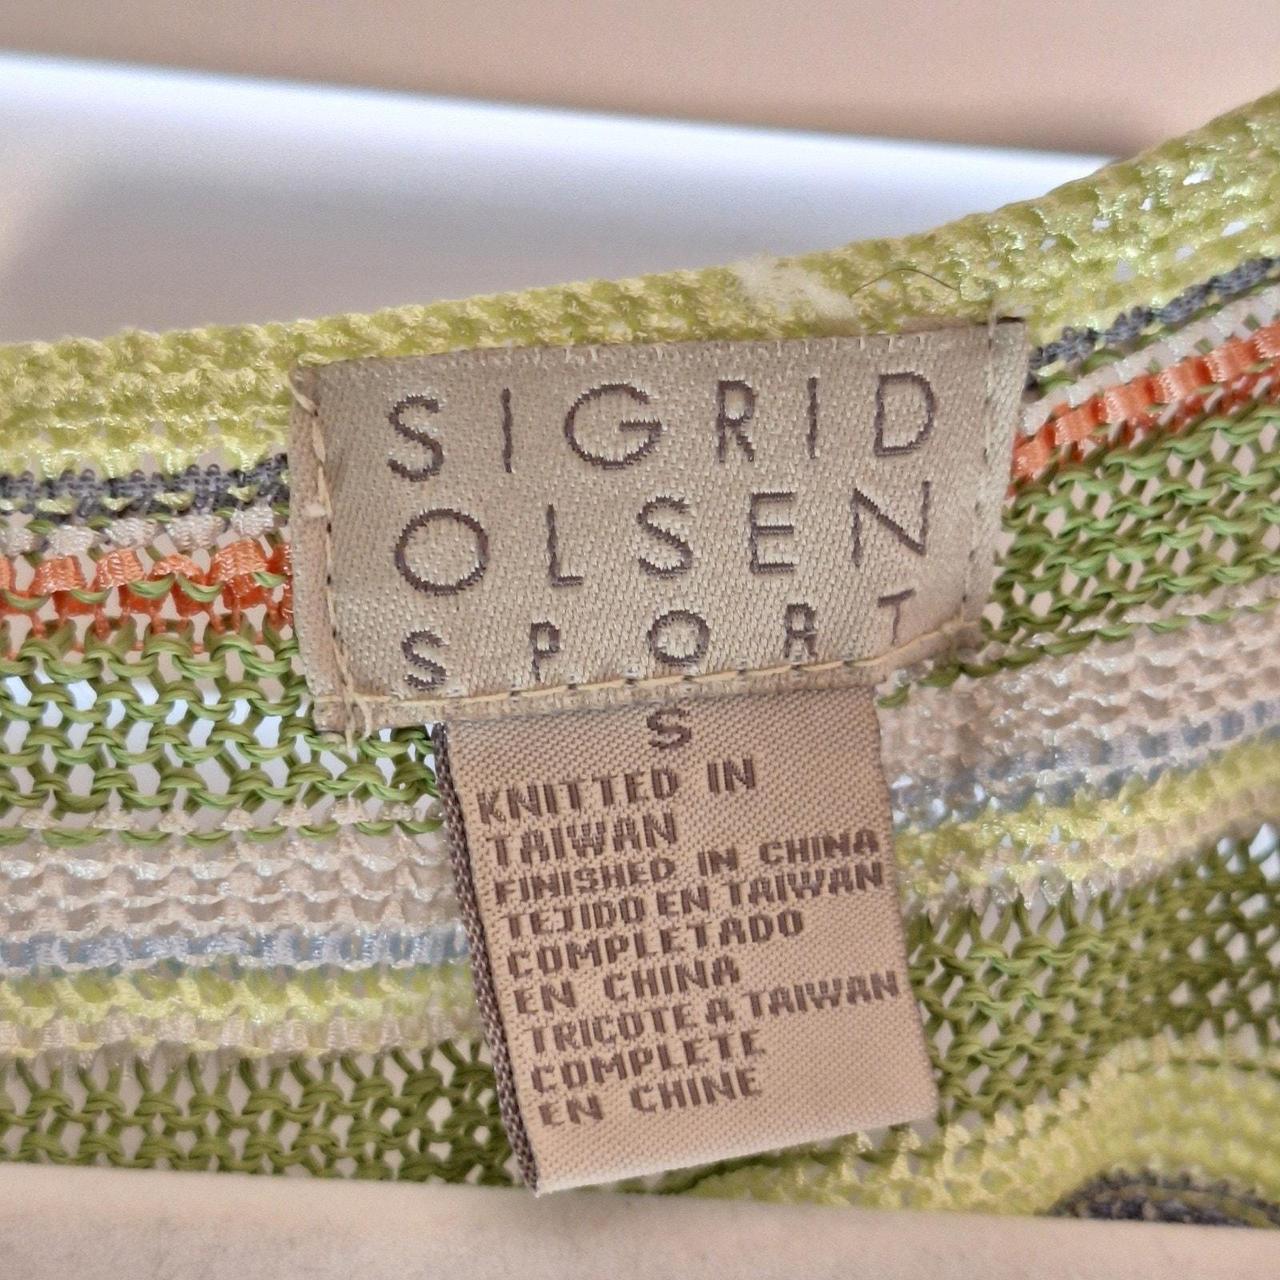 SIGRID
OLSEN
SPORT
S
KNITTED IN
TAIWAN
FINISHED IN CHINA
TEJIDO EN TAIWAN
COMPLETADO
EN CHINA
TRICOTE A TAIWAN
COMPLETE
EN CHINE